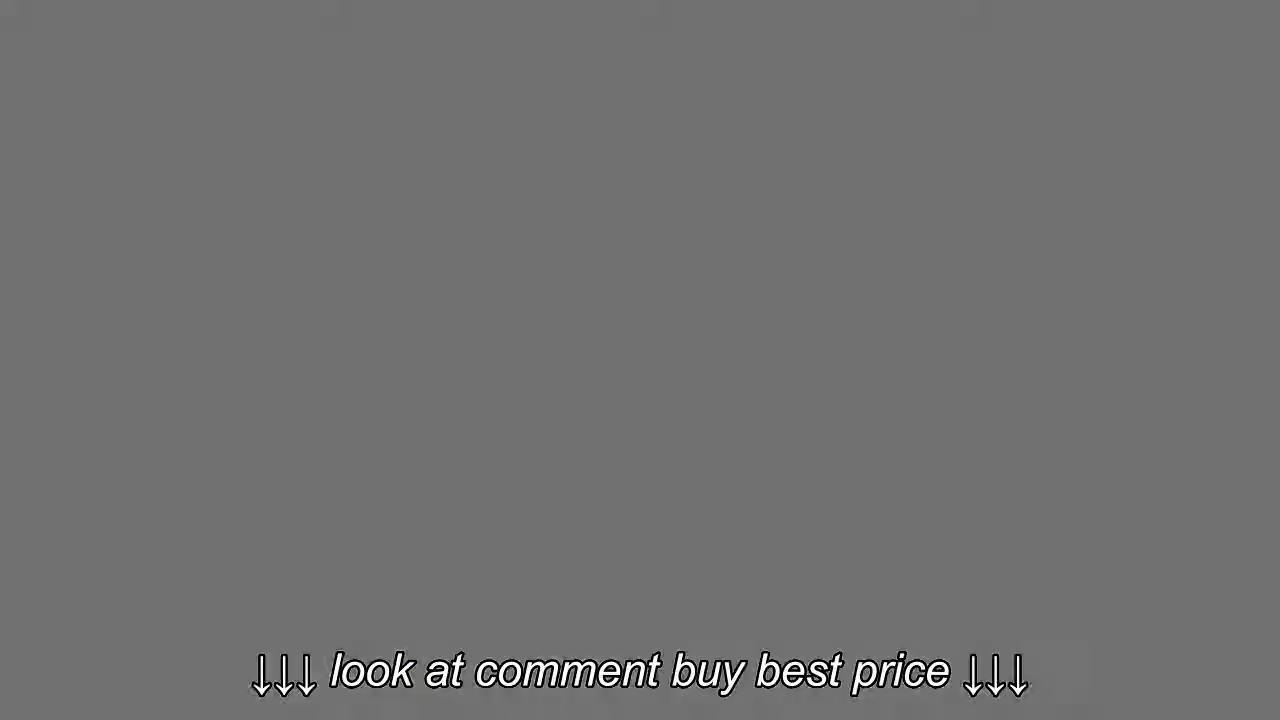 ↓↓↓ look at comment buy best price ↓↓↓